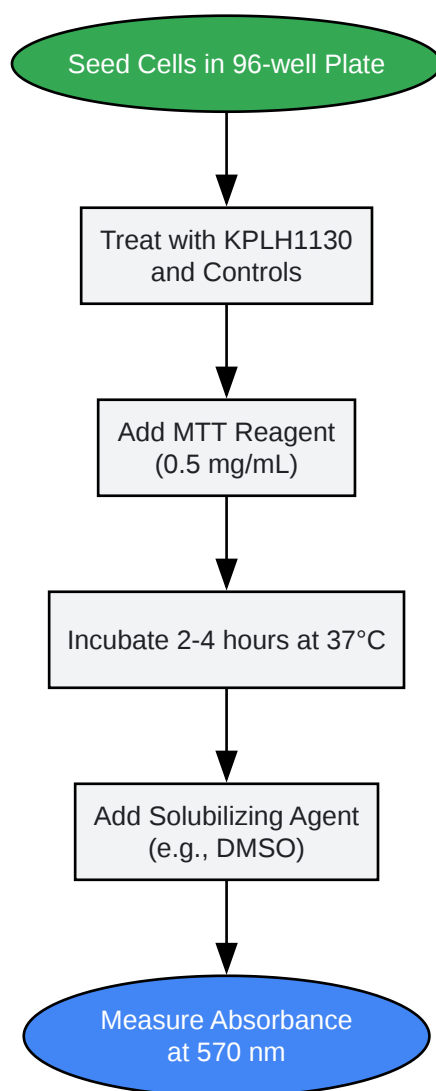 Seed Cells in 96-well Plate
Treat with KPLH1130
and Controls
Add MTT Reagent
(0.5 mg/mL)
Incubate 2-4 hours at 37°C
Add Solubilizing Agent
(e.g., DMSO)
Measure Absorbance
at 570 nm